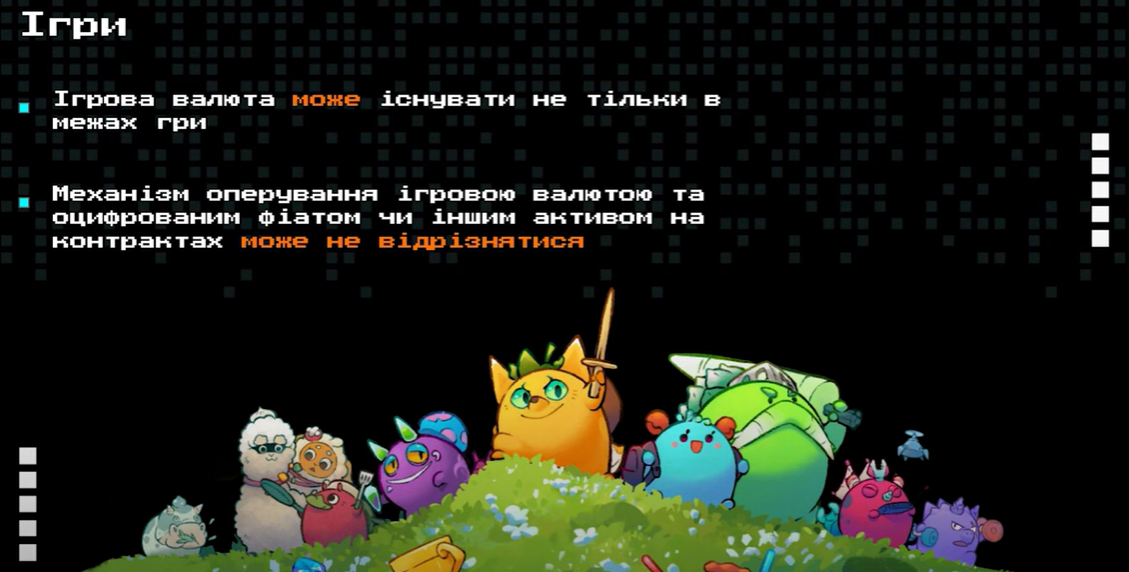 Ігри
Ігрова валюта може існувати не тільки в
межах гри
Механізм оперування ігровою валютою та
оцифрованим фіатом чи іншим активом на
контрактах може не відрізнятися